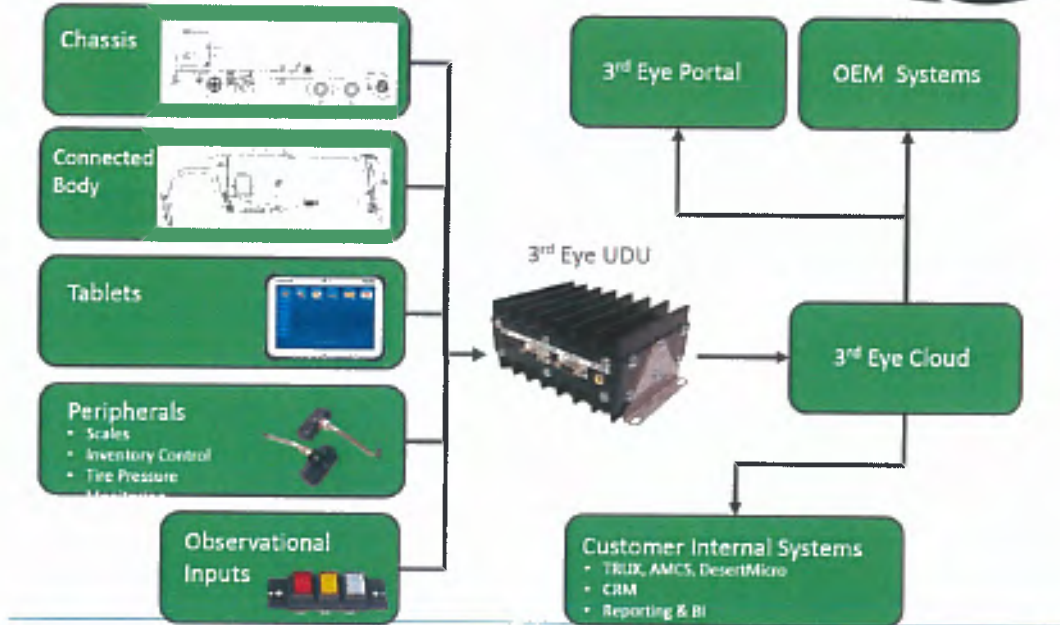 Chassis
Connected
Body
Tablets
Peripherals
• Scales
• Inventory Control
• Tire Pressure
Monitoring
Observational
Inputs
3rd Eye UDU
3rd Eye Portal
OEM Systems
3rd Eye Cloud
Customer Internal Systems
• TRUX, AMCS, DesertMicro
• CRM
• Reporting & BI